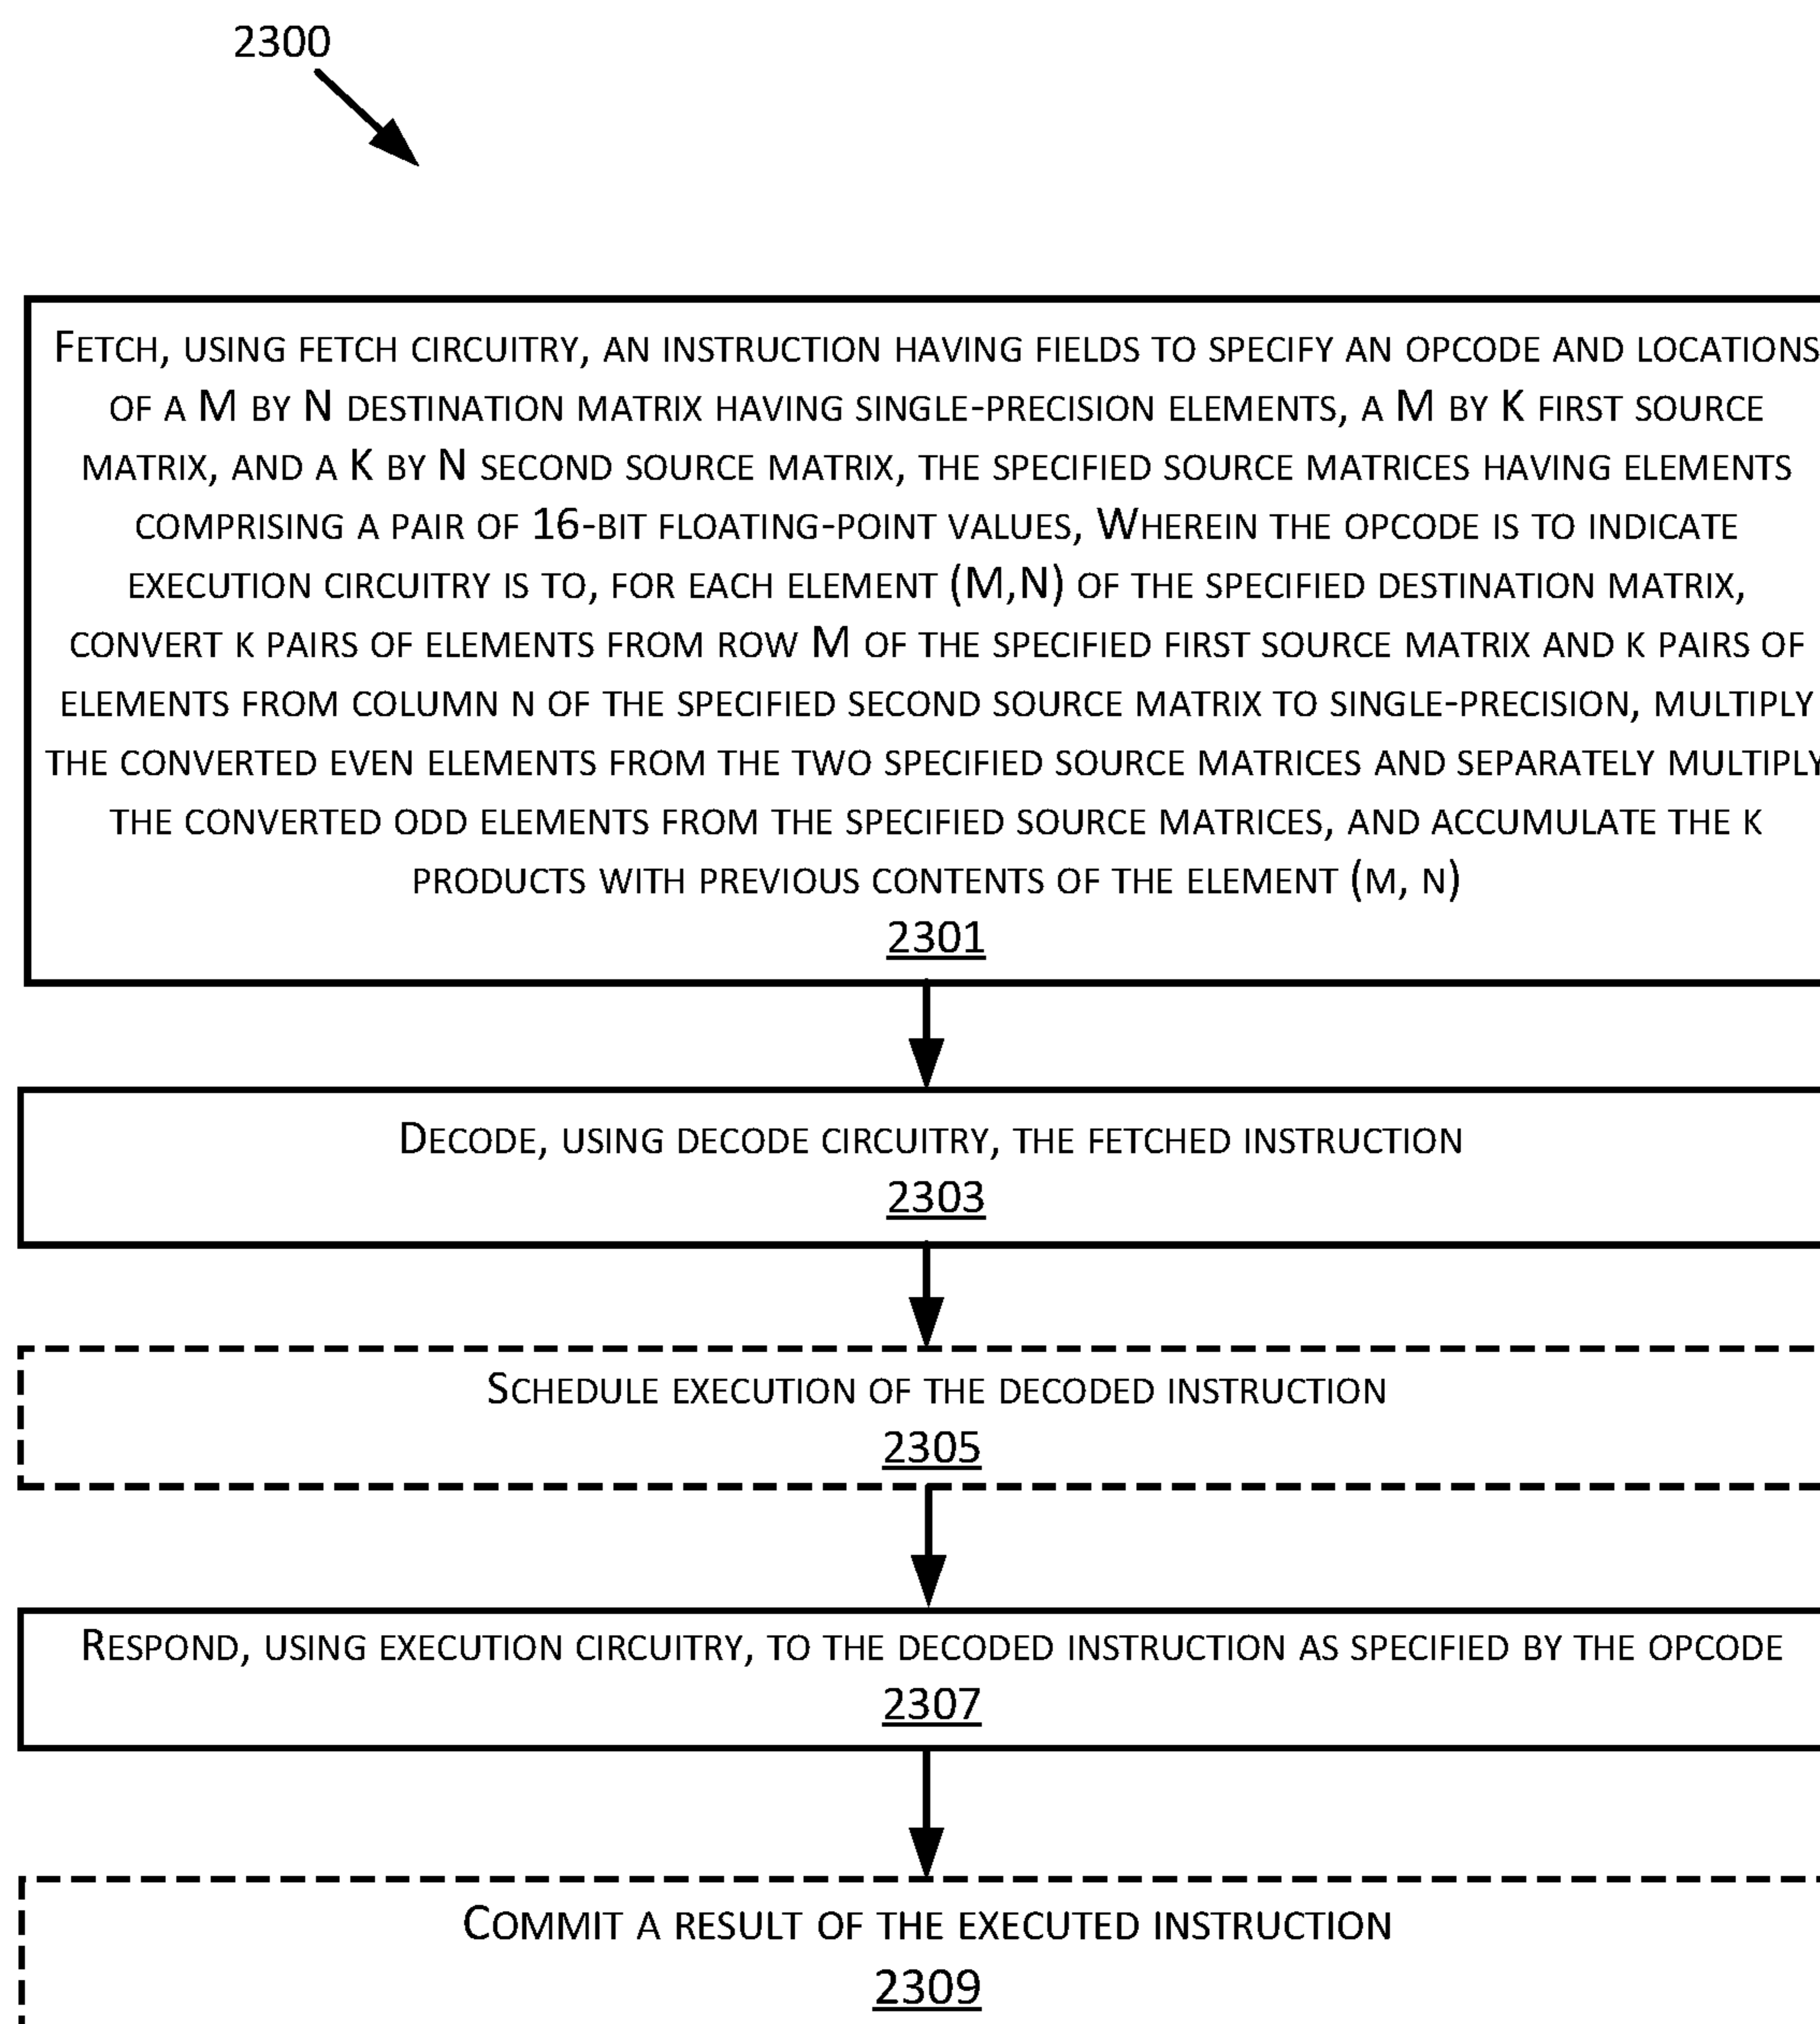 2300
FETCH, USING FETCH CIRCUITRY, AN INSTRUCTION HAVING FIELDS TO SPECIFY AN OPCODE AND LOCATIONS
OF A M BY N DESTINATION MATRIX HAVING SINGLE-PRECISION ELEMENTS, A M BY K FIRST SOURCE
MATRIX, AND A K BY N SECOND SOURCE MATRIX, THE SPECIFIED SOURCE MATRICES HAVING ELEMENTS
COMPRISING A PAIR OF 16-BIT FLOATING-POINT VALUES, WHEREIN THE OPCODE IS TO INDICATE
EXECUTION CIRCUITRY IS TO, FOR EACH ELEMENT (M,N) OF THE SPECIFIED DESTINATION MATRIX,
CONVERT K PAIRS OF ELEMENTS FROM ROW M OF THE SPECIFIED FIRST SOURCE MATRIX AND K PAIRS OF
ELEMENTS FROM COLUMN N OF THE SPECIFIED SECOND SOURCE MATRIX TO SINGLE-PRECISION, MULTIPLY
THE CONVERTED EVEN ELEMENTS FROM THE TWO SPECIFIED SOURCE MATRICES AND SEPARATELY MULTIPLY
THE CONVERTED ODD ELEMENTS FROM THE SPECIFIED SOURCE MATRICES, AND ACCUMULATE THE K
PRODUCTS WITH PREVIOUS CONTENTS OF THE ELEMENT (M, N)
2301
DECODE, USING DECODE CIRCUITRY, THE FETCHED INSTRUCTION
2303
SCHEDULE EXECUTION OF THE DECODED INSTRUCTION
2305
RESPOND, USING EXECUTION CIRCUITRY, TO THE DECODED INSTRUCTION AS SPECIFIED BY THE OPCODE
2307
COMMIT A RESULT OF THE EXECUTED INSTRUCTION
2309